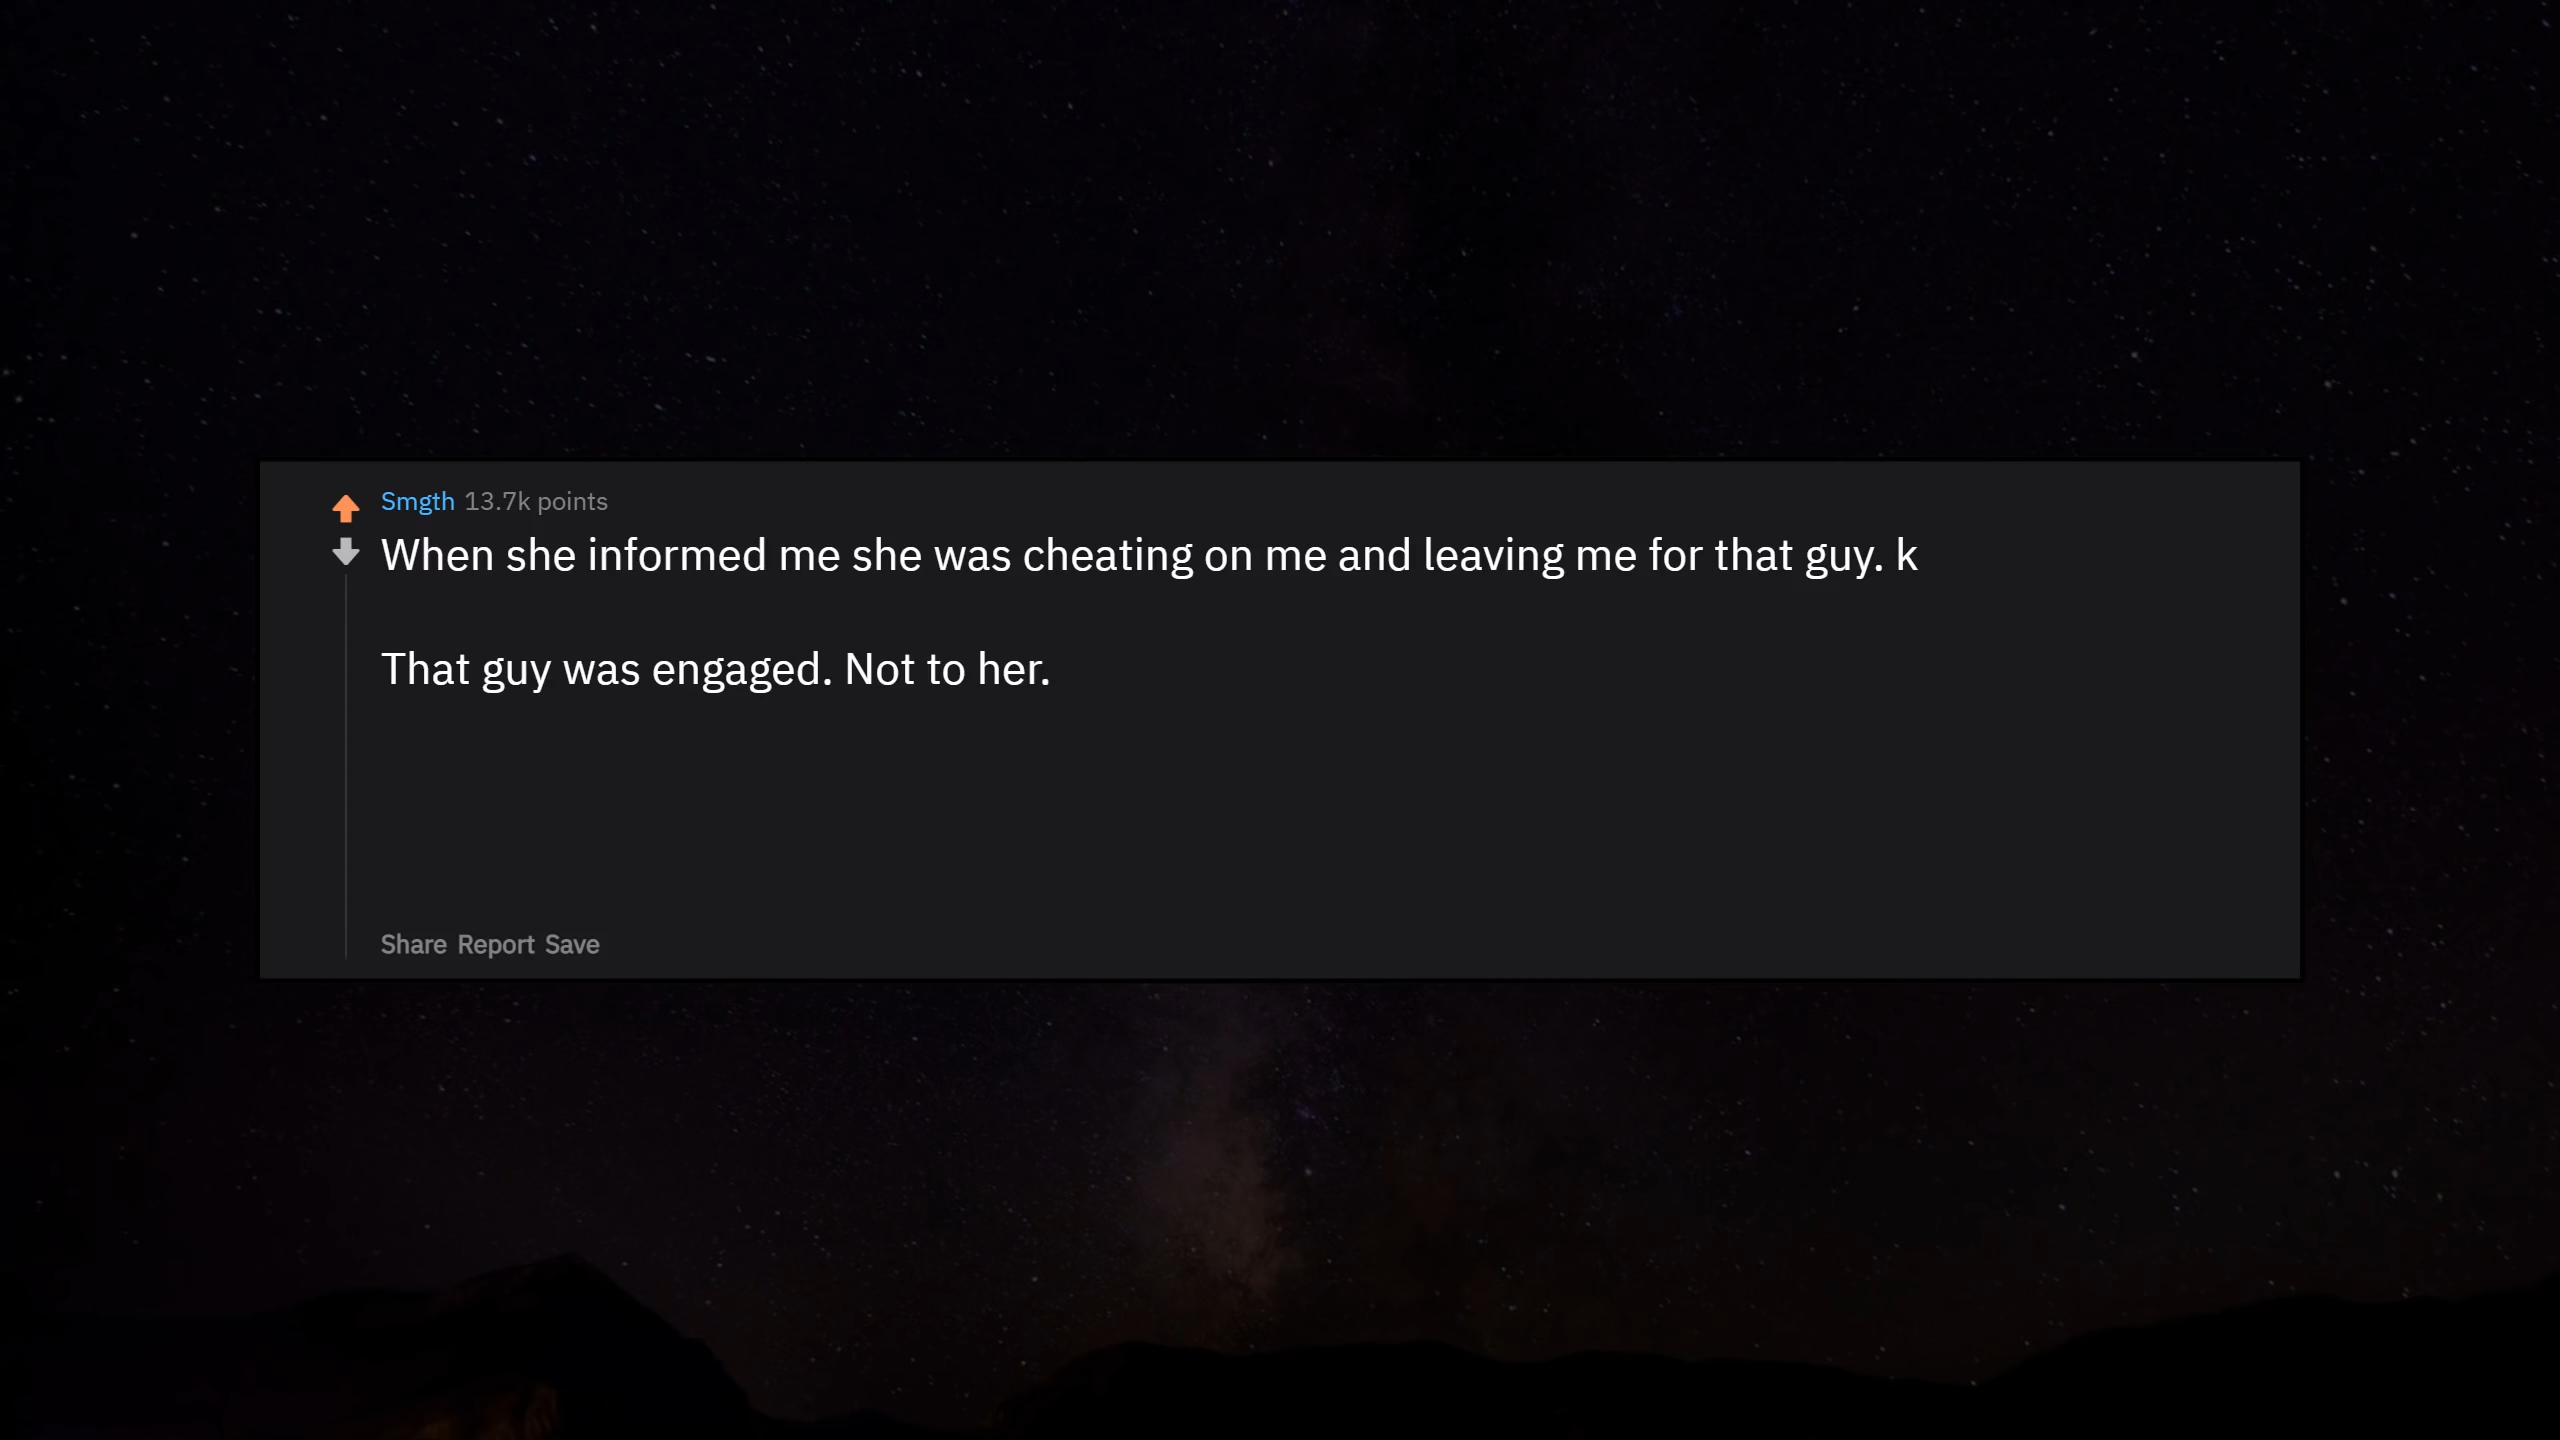 Smgth 13.7k points
When she informed me she was cheating on me and leaving me for that guy. k
That guy was engaged. Not to her.
Share Report Save